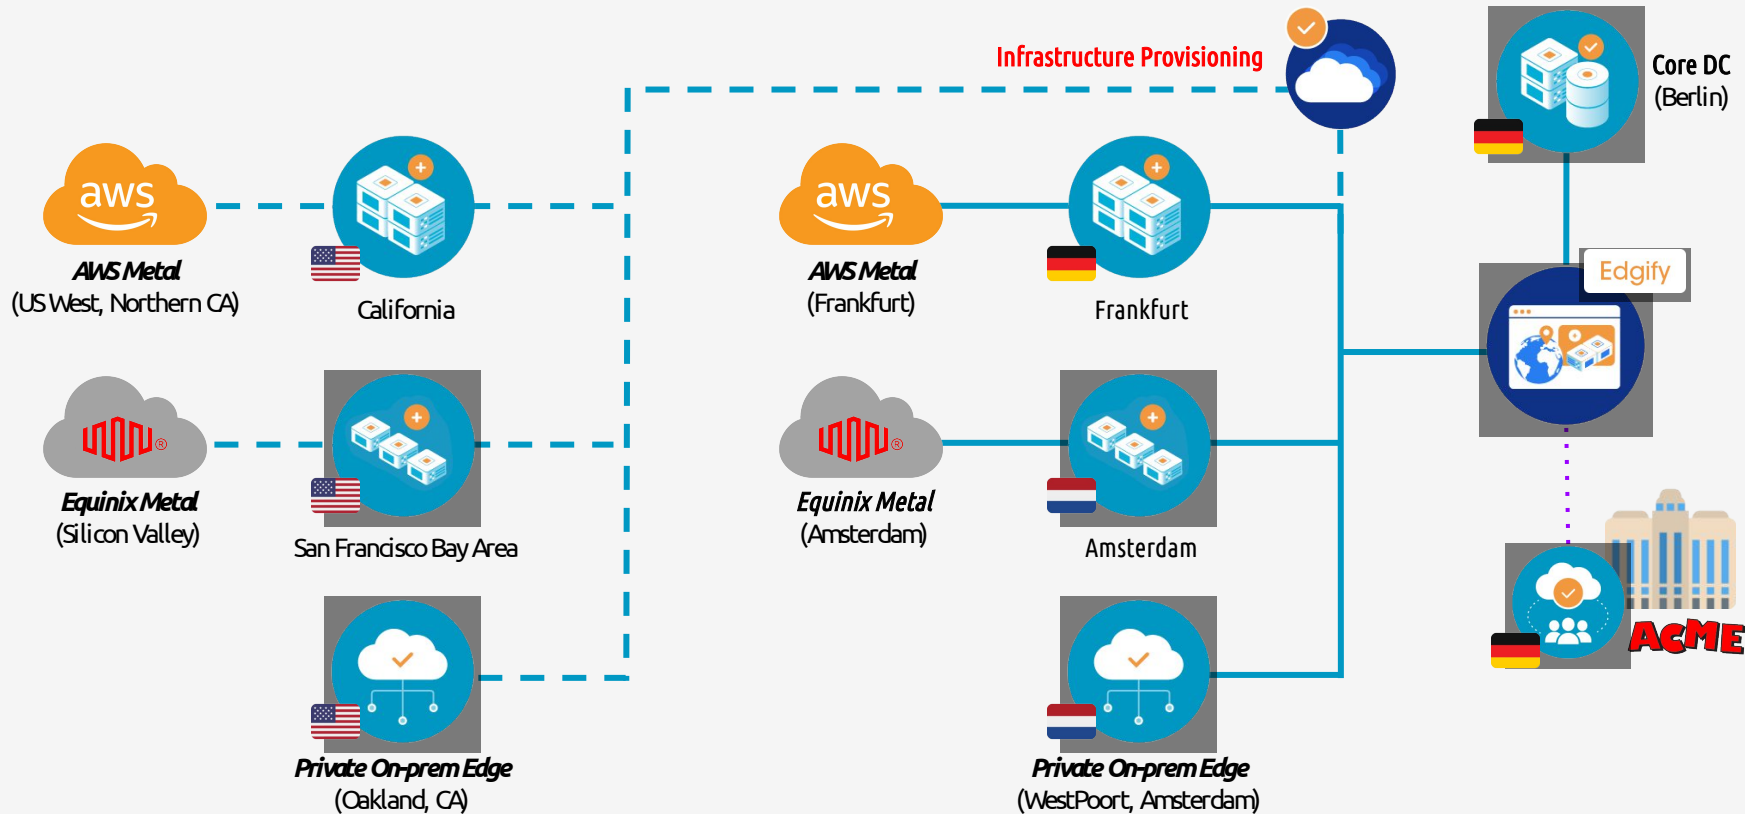 Infrastructure Provisioning
Core DC
(Berlin)
aws
AWS Metal
(US West, Northern CA)
California
aws
AWS Metal
(Frankfurt)
Frankfurt
Edgify
®
Equinix Metal
(Silicon Valley)
San Francisco Bay Area
®
Equinix Metal
(Amsterdam)
Amsterdam
ACME
Private On-prem Edge
(Oakland, CA)
Private On-prem Edge
(WestPoort, Amsterdam)